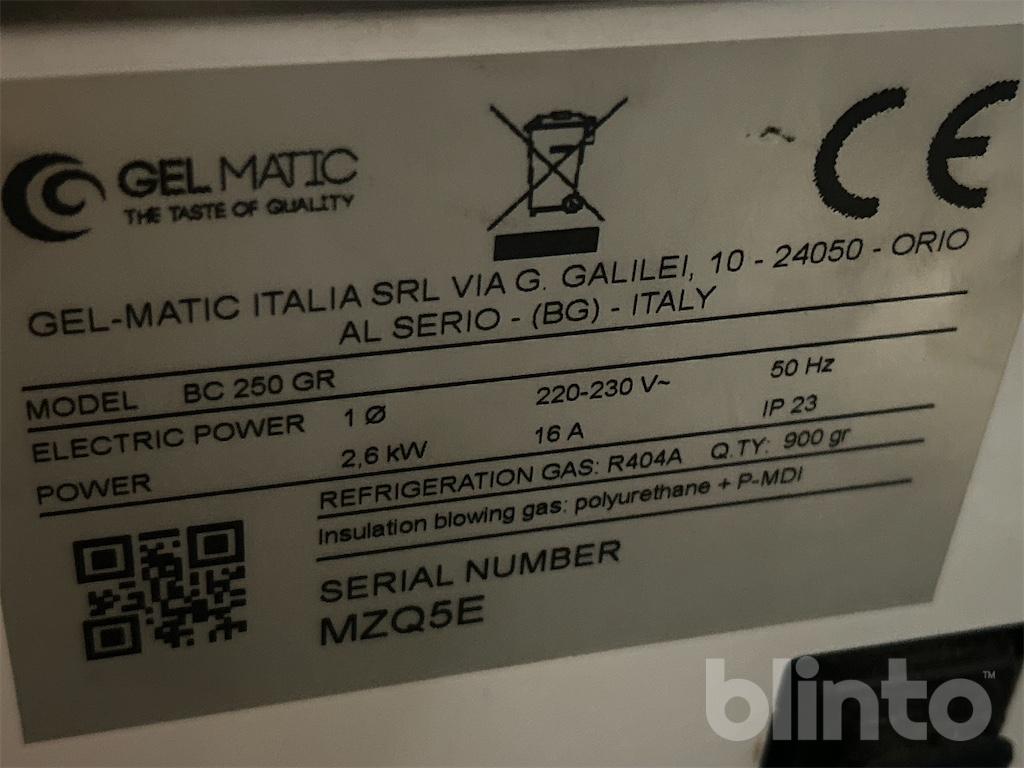 GEL MATIC
THE TASTE OF QUALITY
CE
GEL-MATIC ITALIA SRL VIA G. GALILEI, 10 - 24050 - ORIO
AL SERIO - (BG) - ITALY
MODEL BC 250 GR
ELECTRIC POWER 1 Ø 220-230 V~ 50 Hz
POWER 2,6 kW 16 A IP 23
REFRIGERATION GAS: R404A Q.TY: 900 gr
Insulation blowing gas: polyurethane + P-MDI
SERIAL NUMBER
MZQ5E
blinto™